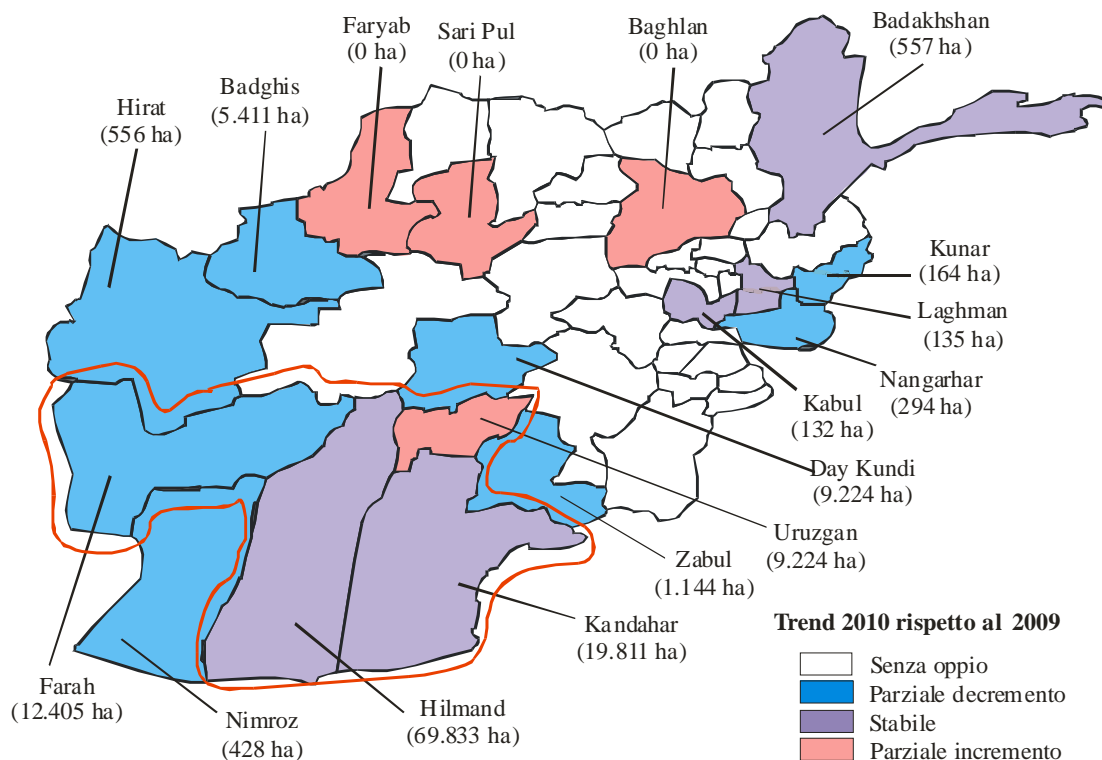 Faryab
(0 ha)
Sari Pul
(0 ha)
Baghlan
(0 ha)
Badakhshan
(557 ha)
Badghis
(5.411 ha)
Hirat
(556 ha)
Kunar
(164 ha)
Laghman
(135 ha)
Nangarhar
(294 ha)
Kabul
(132 ha)
Day Kundi
(9.224 ha)
Uruzgan
(9.224 ha)
Zabul
(1.144 ha)
Kandahar
(19.811 ha)
Farah
(12.405 ha)
Nimroz
(428 ha)
Hilmand
(69.833 ha)
Trend 2010 rispetto al 2009
Senza oppio
Parziale decremento
Stabile
Parziale incremento